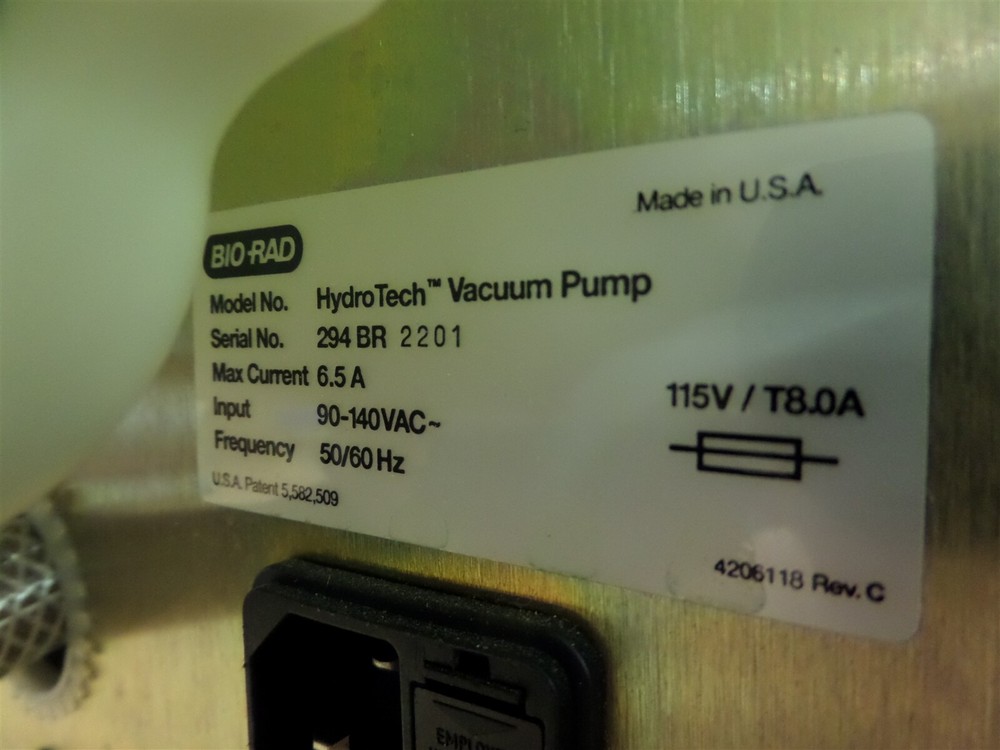 Made in U.S.A.
BIO-RAD
Model No. HydroTech™ Vacuum Pump
Serial No. 294 BR 2201
Max Current 6.5 A
Input 90-140VAC~
Frequency 50/60 Hz
U.S.A. Patent 5,582,509
115V / T8.0A
4206118 Rev. C